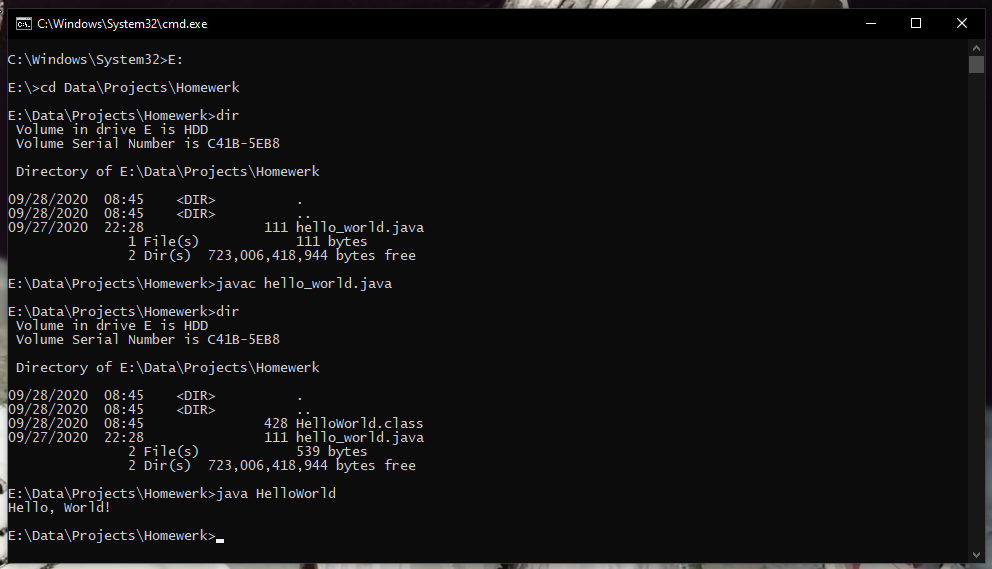 C:\Windows\System32\cmd.exe
C:\Windows\System32>E:
E:\>cd Data\Projects\Homewerk
E:\Data\Projects\Homewerk>dir
 Volume in drive E is HDD
 Volume Serial Number is C41B-5EB8
 Directory of E:\Data\Projects\Homewerk
09/28/2020  08:45    <DIR>          .
09/28/2020  08:45    <DIR>          ..
09/27/2020  22:28               111 hello_world.java
               1 File(s)            111 bytes
               2 Dir(s)  723,006,418,944 bytes free
E:\Data\Projects\Homewerk>javac hello_world.java
E:\Data\Projects\Homewerk>dir
 Volume in drive E is HDD
 Volume Serial Number is C41B-5EB8
 Directory of E:\Data\Projects\Homewerk
09/28/2020  08:45    <DIR>          .
09/28/2020  08:45    <DIR>          ..
09/28/2020  08:45               428 HelloWorld.class
09/27/2020  22:28               111 hello_world.java
               2 File(s)            539 bytes
               2 Dir(s)  723,006,418,944 bytes free
E:\Data\Projects\Homewerk>java HelloWorld
Hello, World!
E:\Data\Projects\Homewerk>